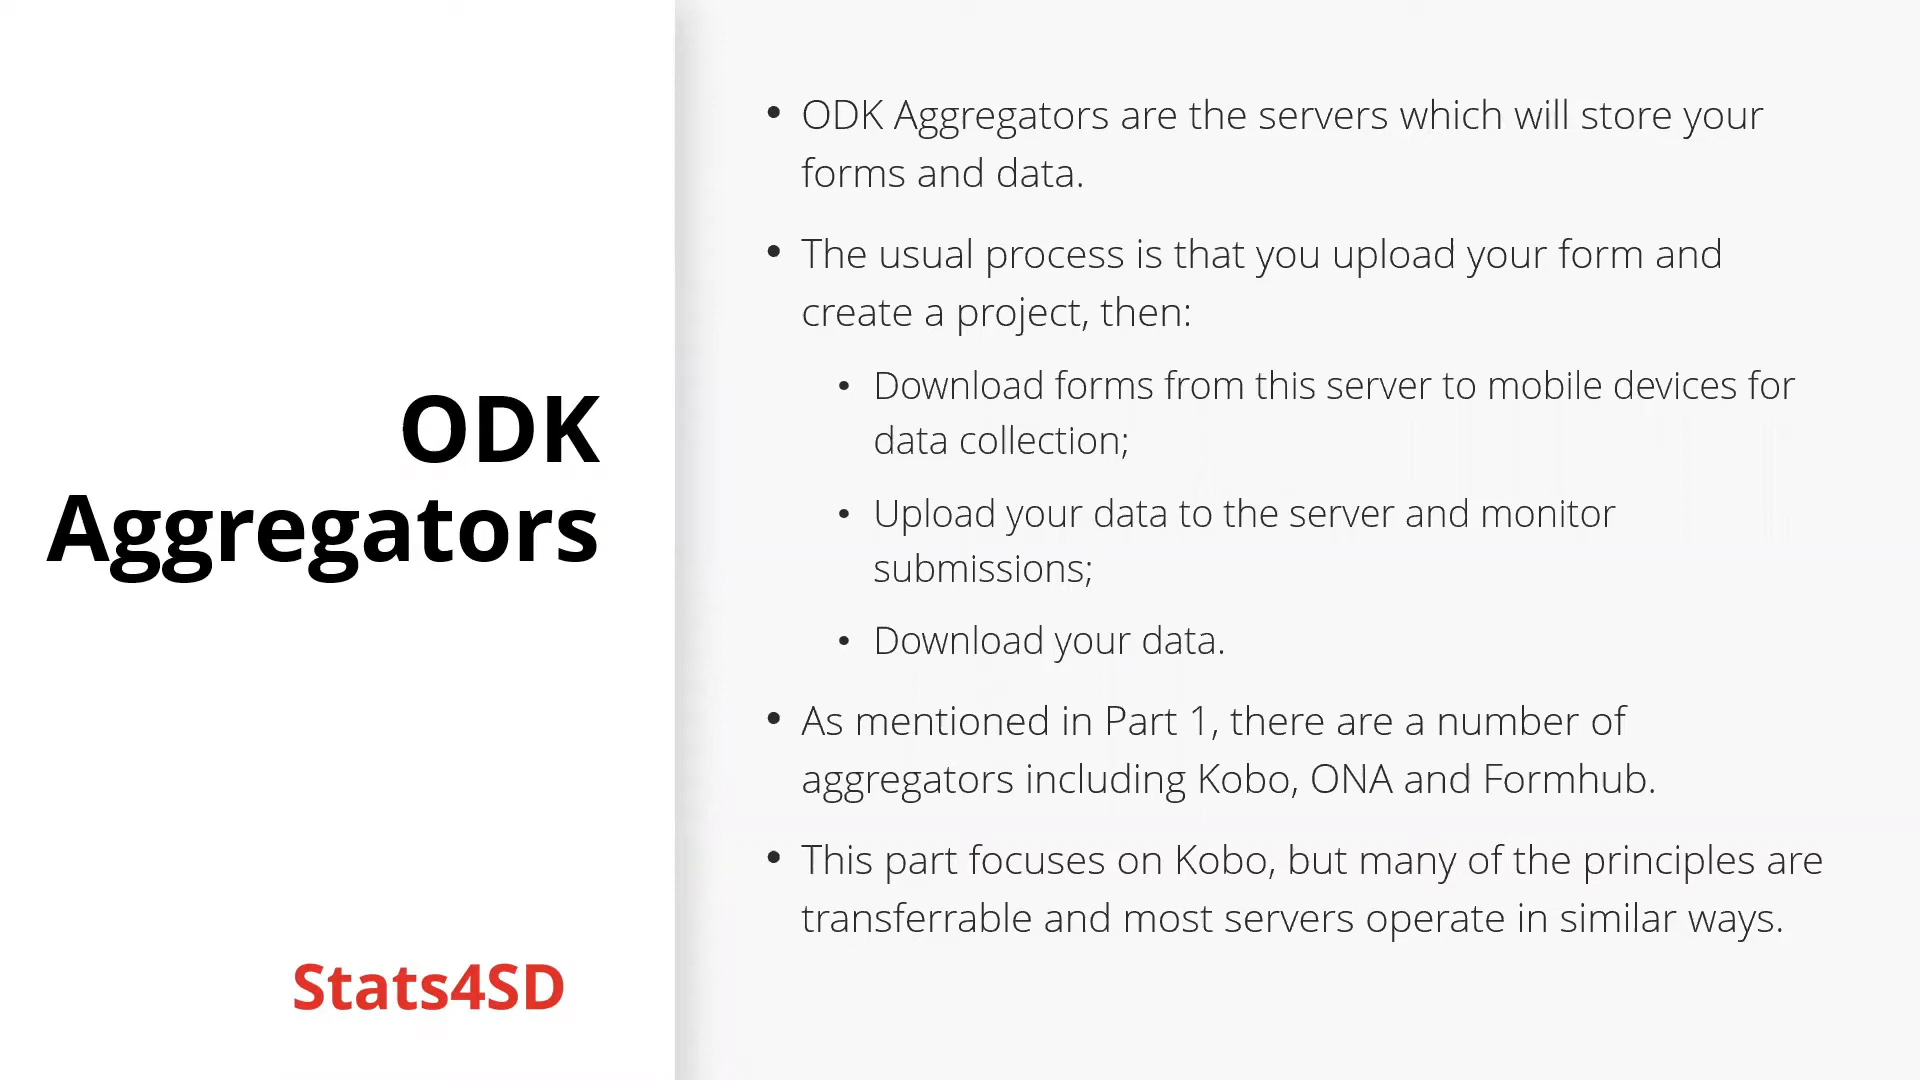 ODK
Aggregators
Stats4SD
• ODK Aggregators are the servers which will store your
forms and data.
• The usual process is that you upload your form and
create a project, then:
• Download forms from this server to mobile devices for
data collection;
• Upload your data to the server and monitor
submissions;
• Download your data.
• As mentioned in Part 1, there are a number of
aggregators including Kobo, ONA and Formhub.
• This part focuses on Kobo, but many of the principles are
transferrable and most servers operate in similar ways.